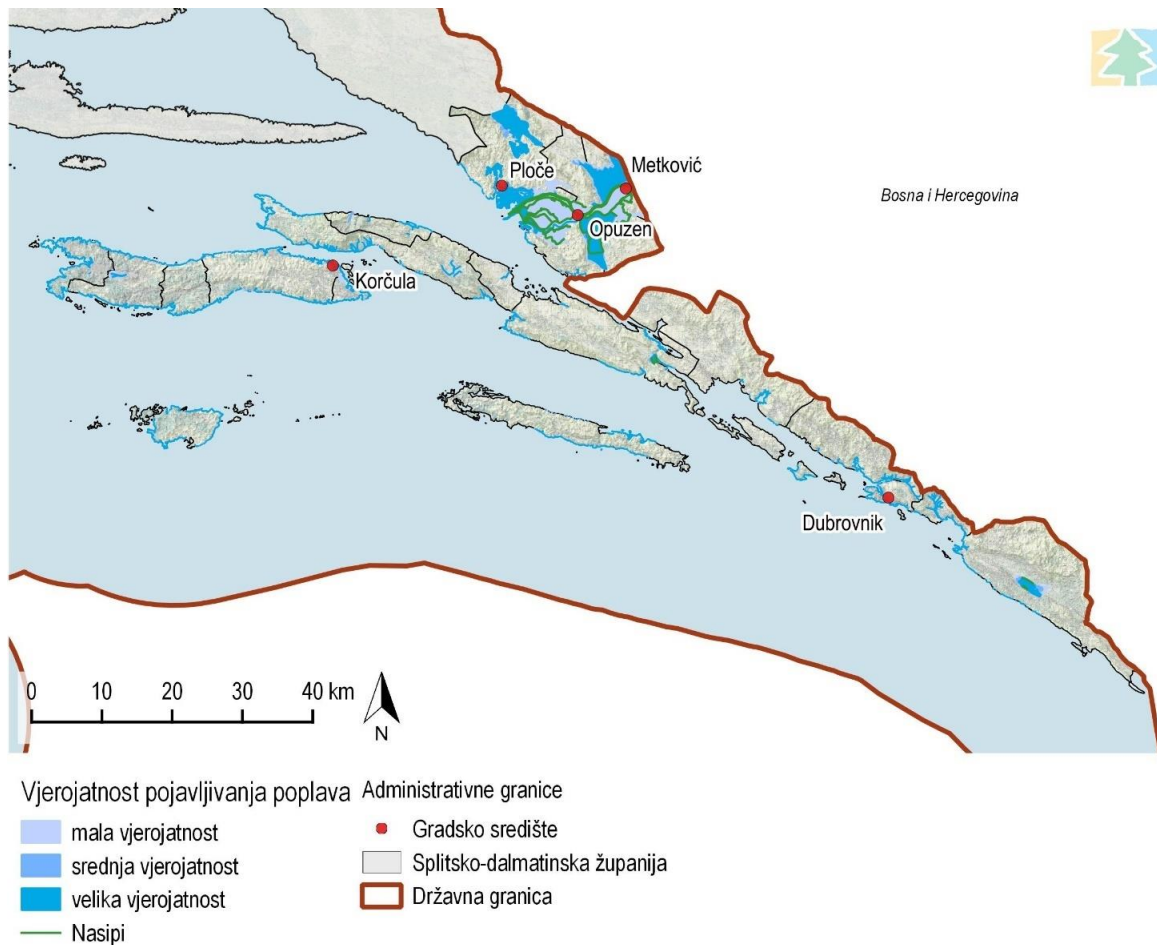 Ploče
Metković
Bosna i Hercegovina
Opuzen
Korčula
Dubrovnik
0 10 20 30 40 km
N
Vjerojatnost pojavljivanja poplava
mala vjerojatnost
srednja vjerojatnost
velika vjerojatnost
Nasipi
Administrativne granice
Gradsko središte
Splitsko-dalmatinska županija
Državna granica